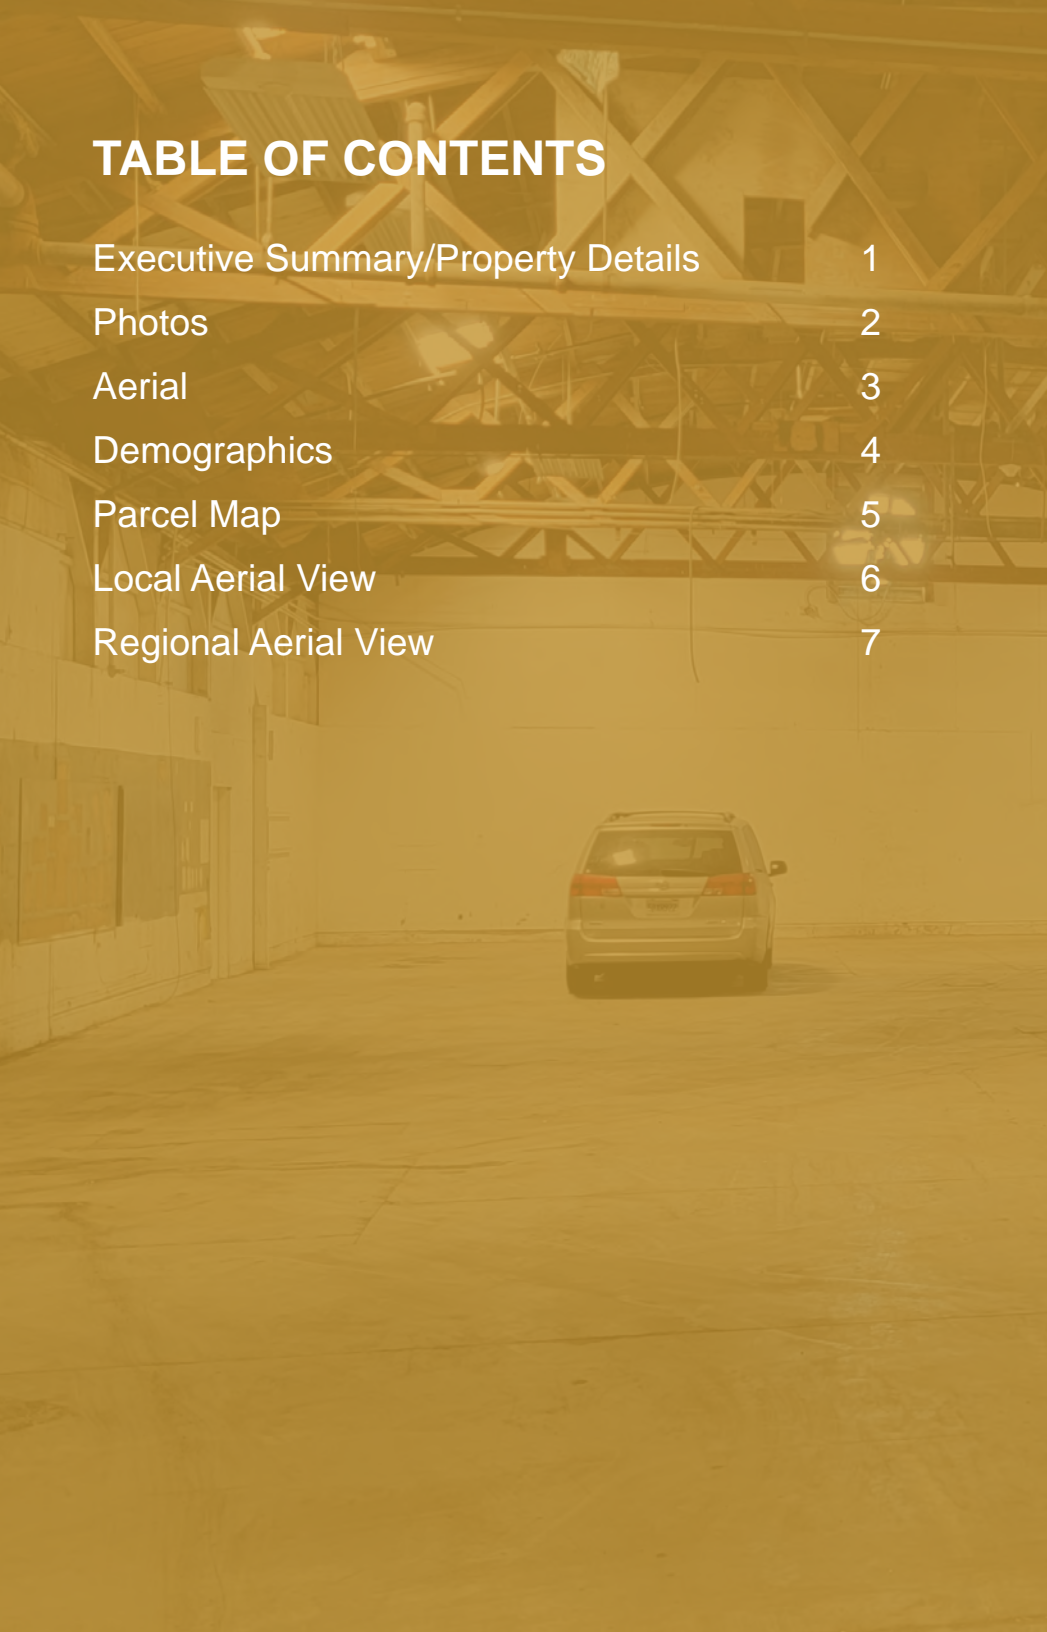 TABLE OF CONTENTS
Executive Summary/Property Details 1
Photos 2
Aerial 3
Demographics 4
Parcel Map 5
Local Aerial View 6
Regional Aerial View 7